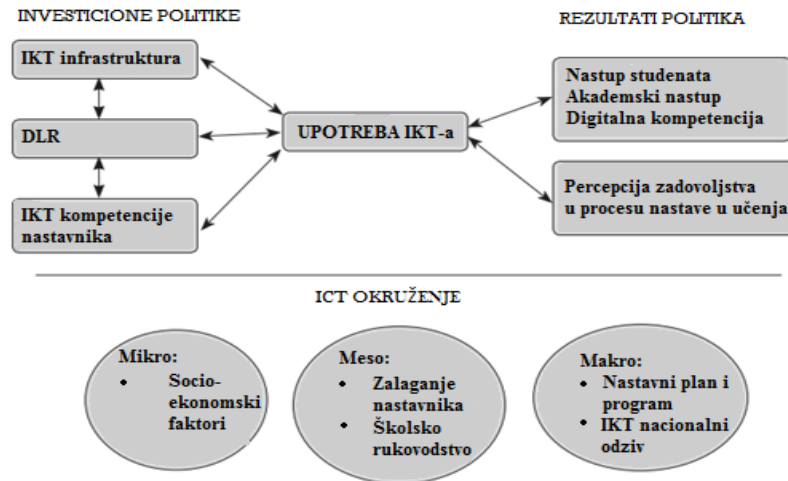 INVESTICIONE POLITIKE
REZULTATI POLITIKA
IKT infrastruktura
DLR
IKT kompetencije
nastavnika
UPOTREBA IKT-a
Nastup studenata
Akademski nastup
Digitalna kompetencija
Percepcija zadovoljstva
u procesu nastave u učenja
ICT OKRUŽENJE
Mikro:
• Socio-
ekonomski
faktori
Meso:
• Zalaganje
nastavnika
• Školsko
rukovodstvo
Makro:
• Nastavni plan i
program
• IKT nacionalni
odziv